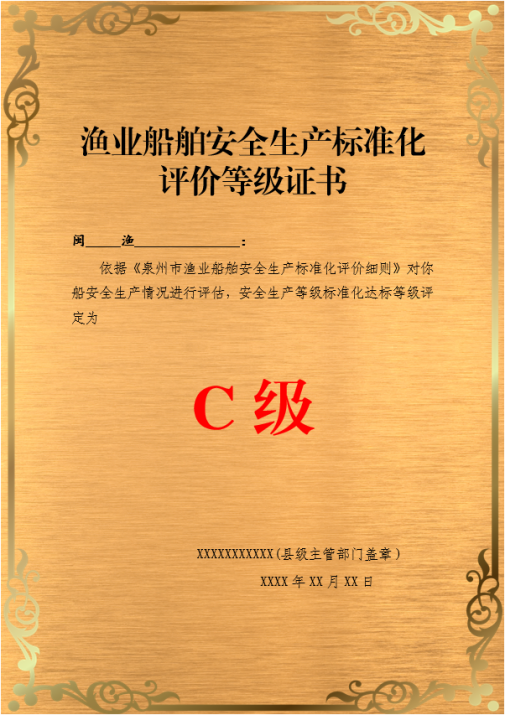 渔业船舶安全生产标准化
评价等级证书
闽_____渔_______________：
依据《泉州市渔业船舶安全生产标准化评价细则》对你
船安全生产情况进行评估，安全生产等级标准化达标等级评
定为
C 级
XXXXXXXXXXX(县级主管部门盖章)
XXXX 年 XX 月 XX 日